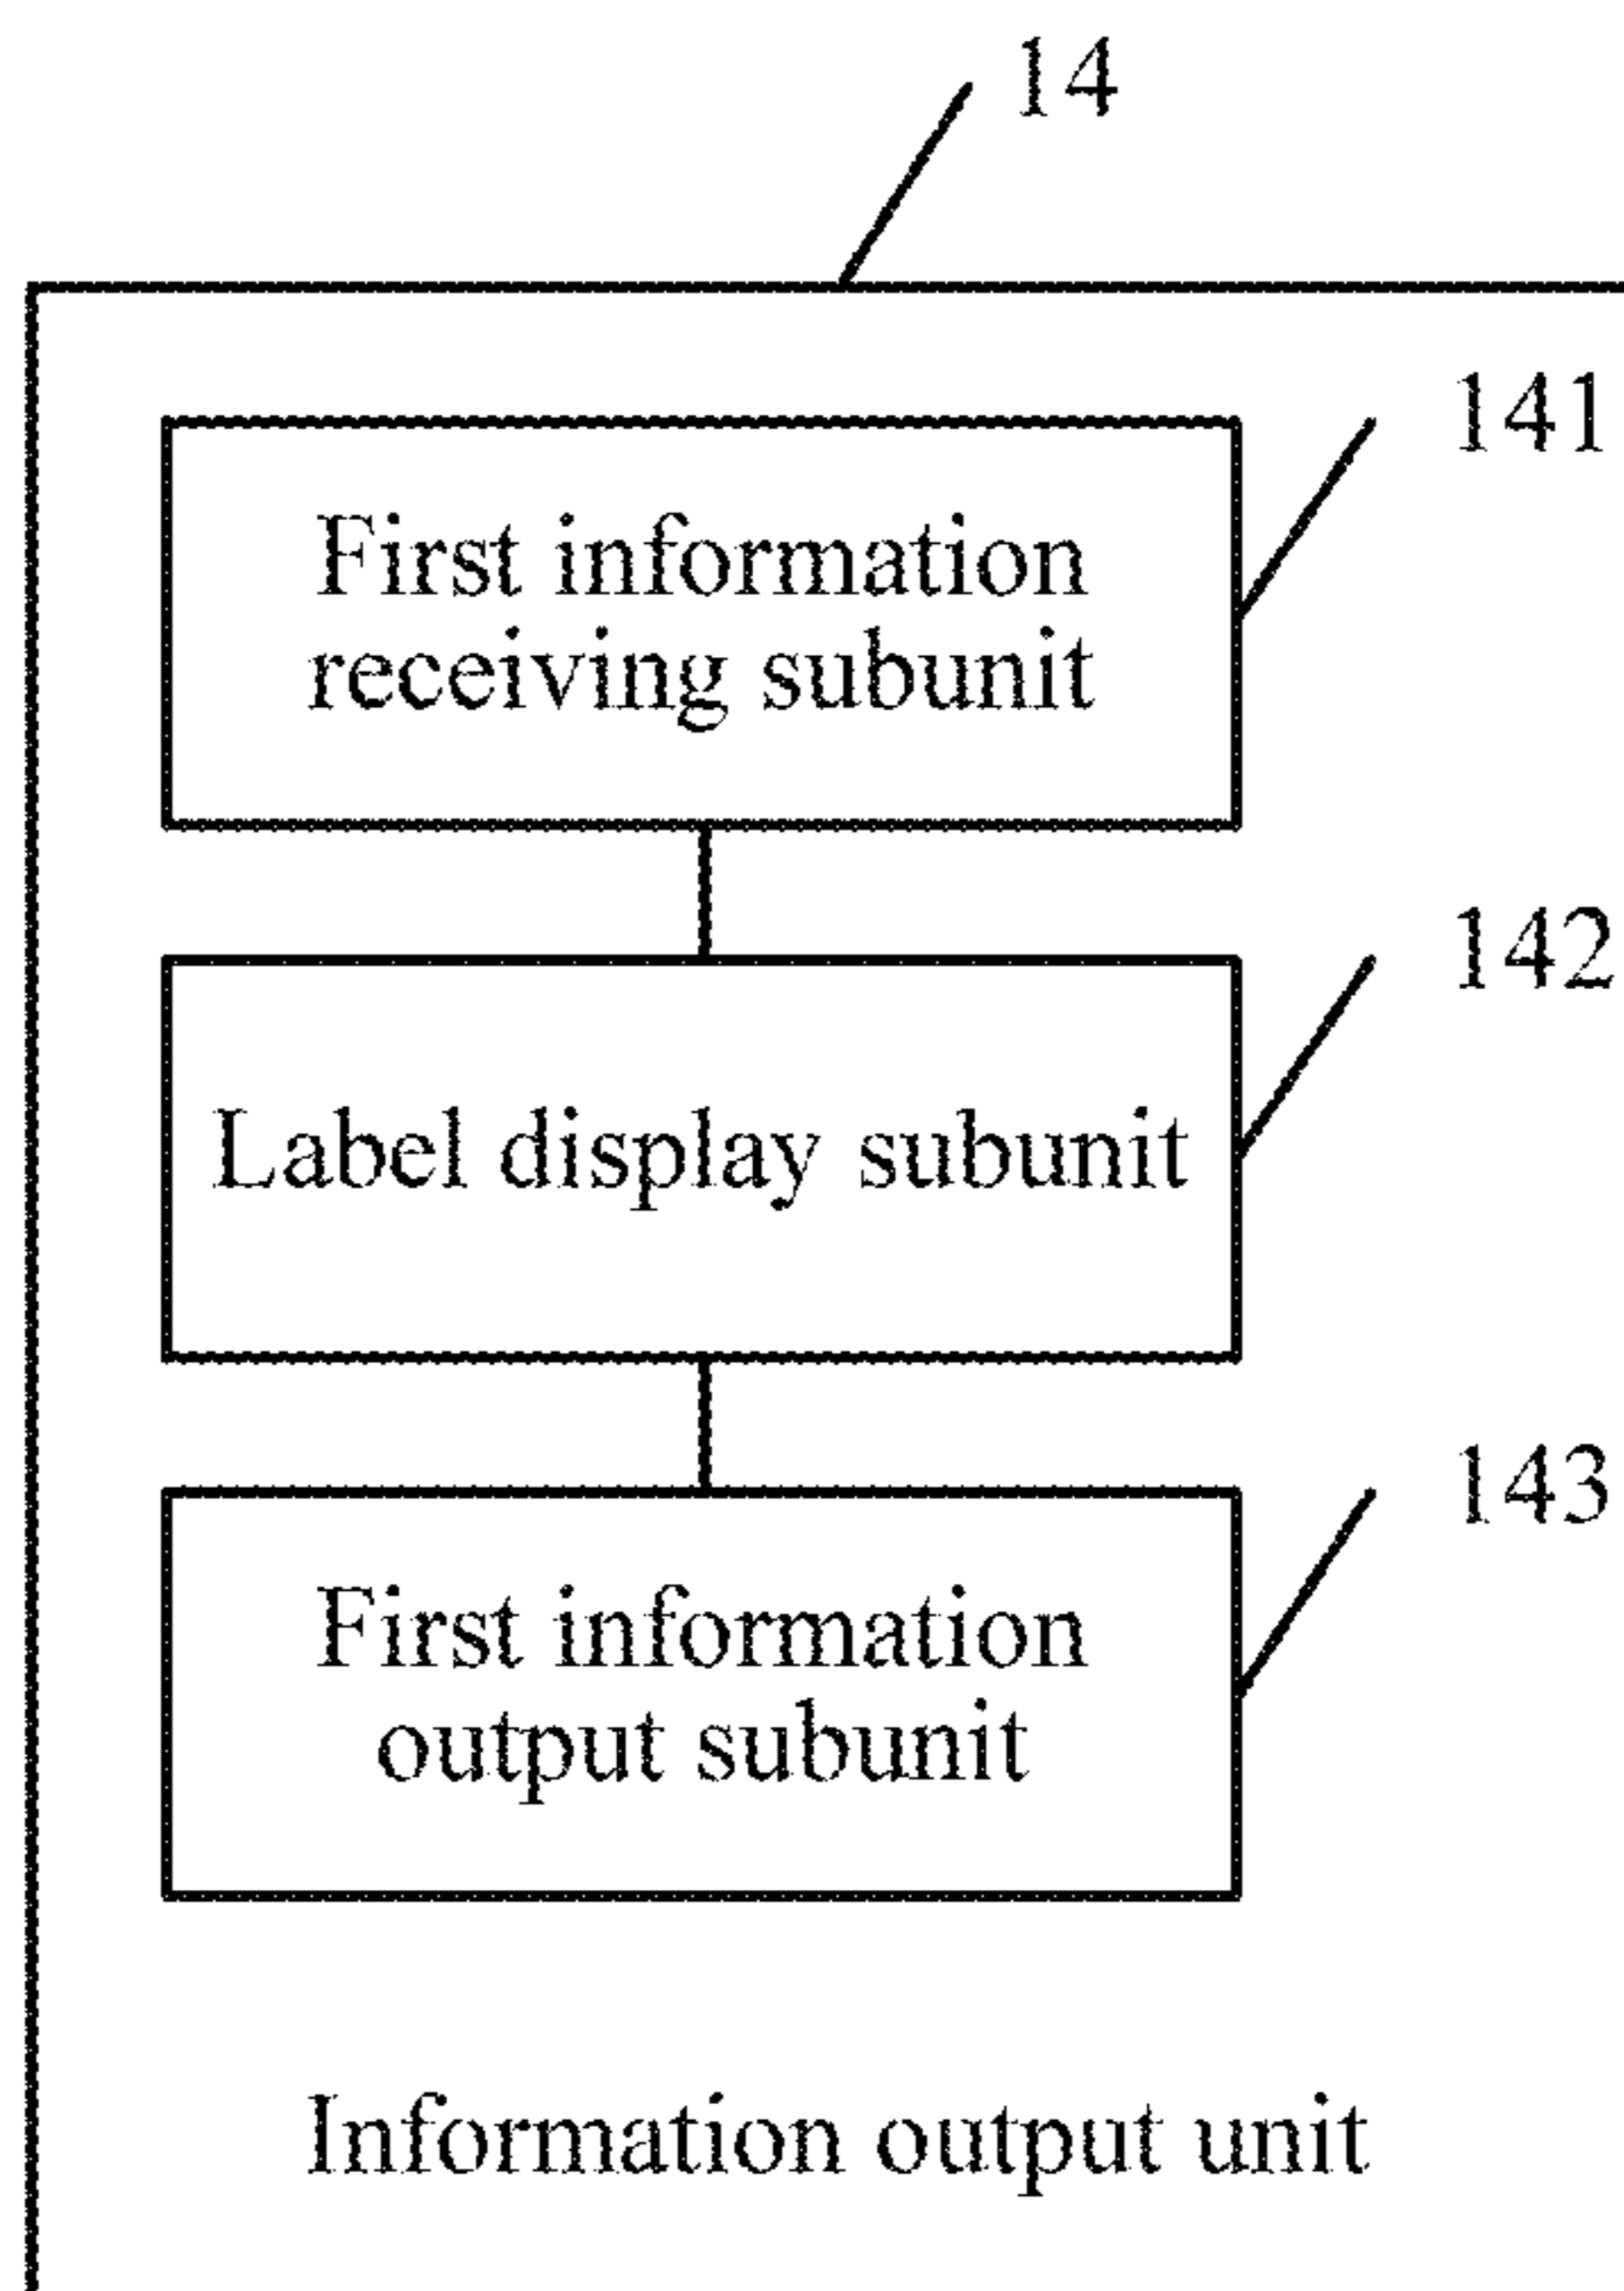 14
141
First information
receiving subunit
142
Label display subunit
143
First information
output subunit
Information output unit